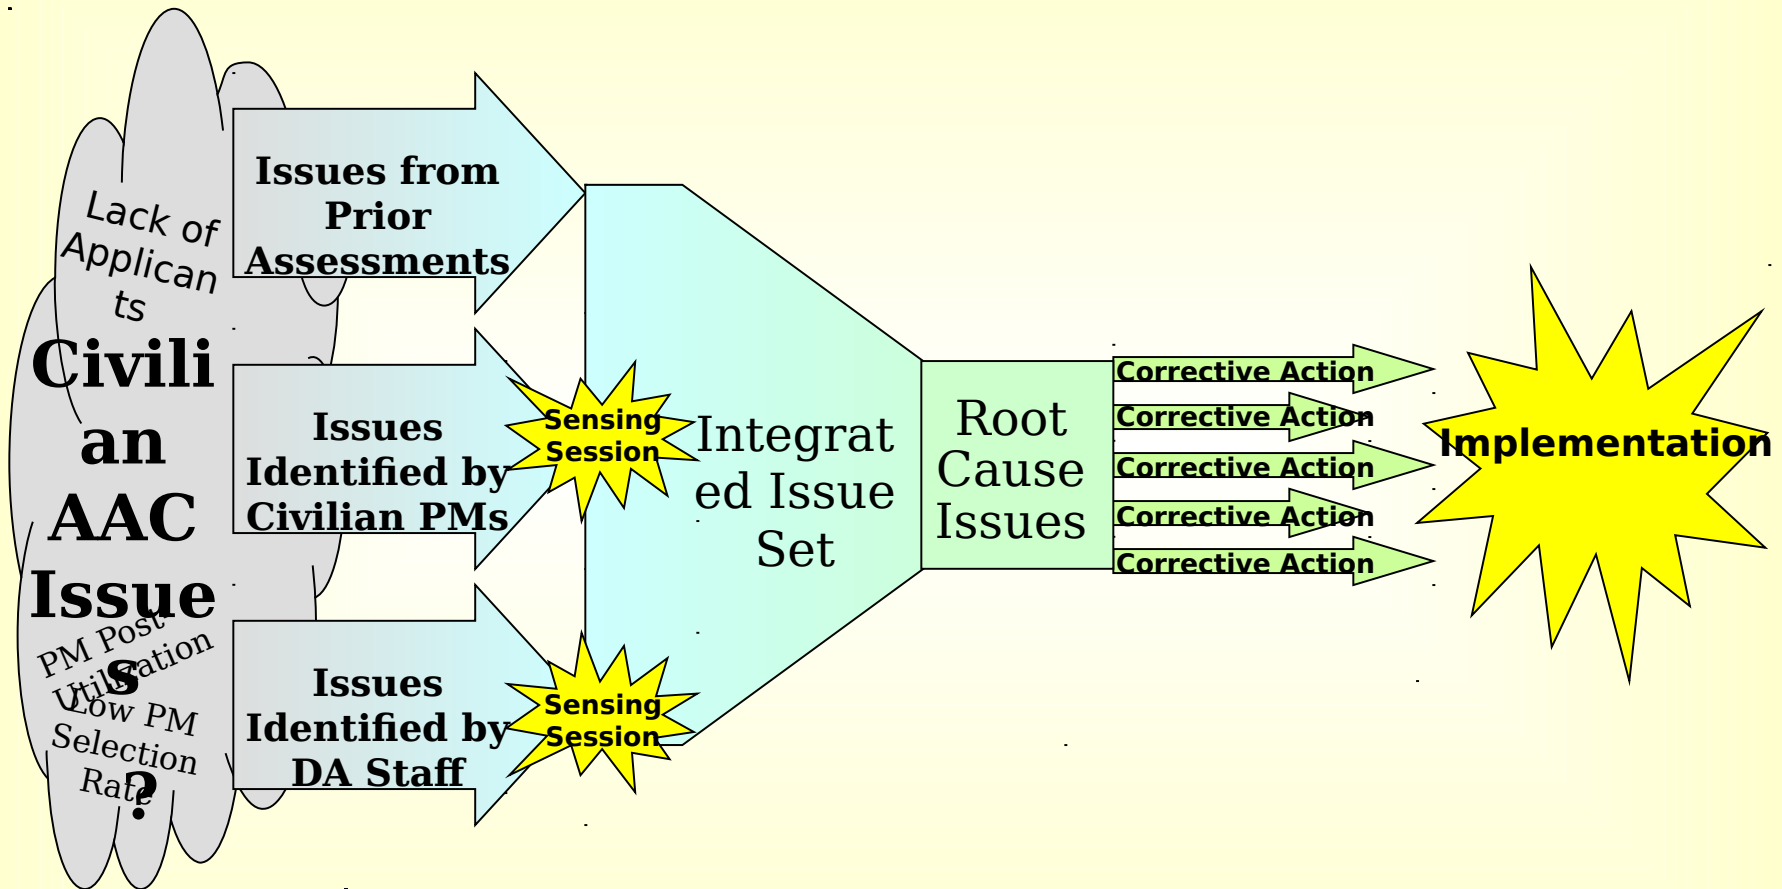 Lack of
Applican
ts
Civili
an
AAC
Issue
s
?
PM Post
Utilization
Low PM
Selection
Rate
Issues from
Prior
Assessments
Issues
Identified by
Civilian PMs
Issues
Identified by
DA Staff
Sensing
Session
Sensing
Session
Integrat
ed Issue
Set
Root
Cause
Issues
Corrective Action
Corrective Action
Corrective Action
Corrective Action
Corrective Action
Implementation